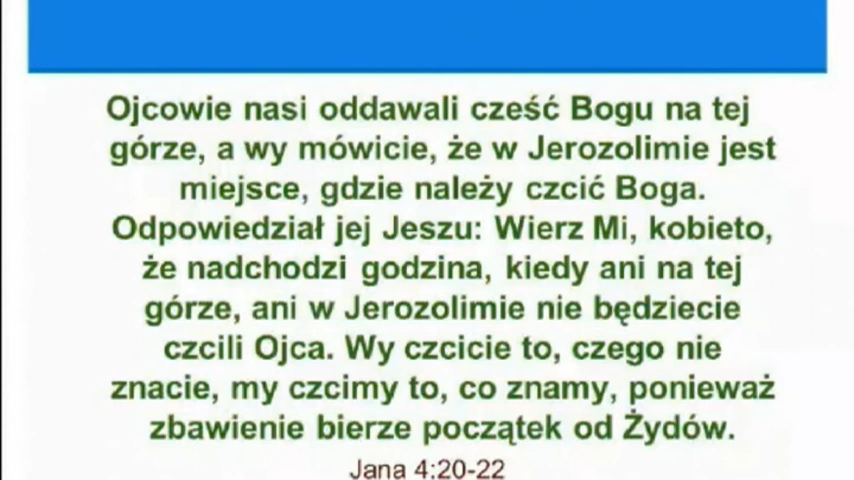 Ojcowie nasi oddawali cześć Bogu na tej
górze, a wy mówicie, że w Jerozolimie jest
miejsce, gdzie należy czcić Boga.
Odpowiedział jej Jeszu: Wierz Mi, kobieto,
że nadchodzi godzina, kiedy ani na tej
górze, ani w Jerozolimie nie będziecie
czcili Ojca. Wy czcicie to, czego nie
znacie, my czcimy to, co znamy, ponieważ
zbawienie bierze początek od Żydów.
Jana 4:20-22